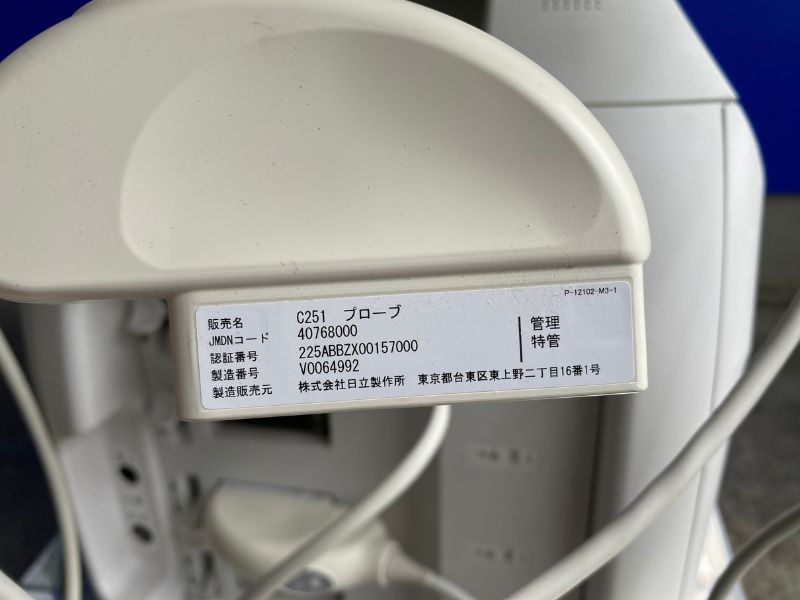 P-12102-M3-1
販売名 C251 プローブ
JMDNコード 40768000
認証番号 225ABBZX00157000
製造番号 V0064992
製造販売元 株式会社日立製作所 東京都台東区東上野二丁目16番1号
管理
特管